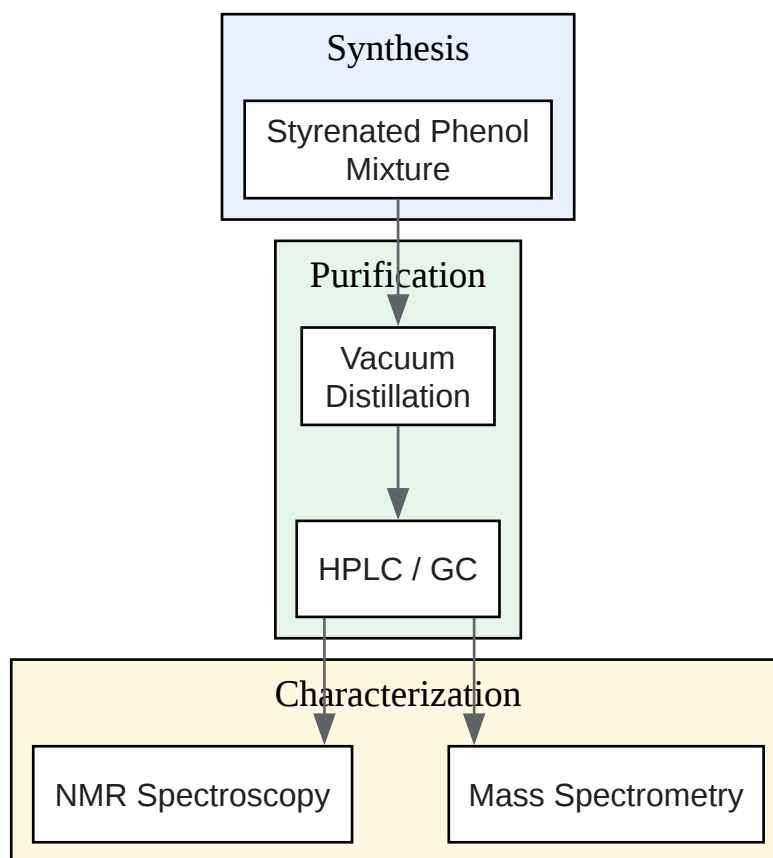 Synthesis
Styrenated Phenol
Mixture
Purification
Vacuum
Distillation
HPLC / GC
Characterization
NMR Spectroscopy
Mass Spectrometry